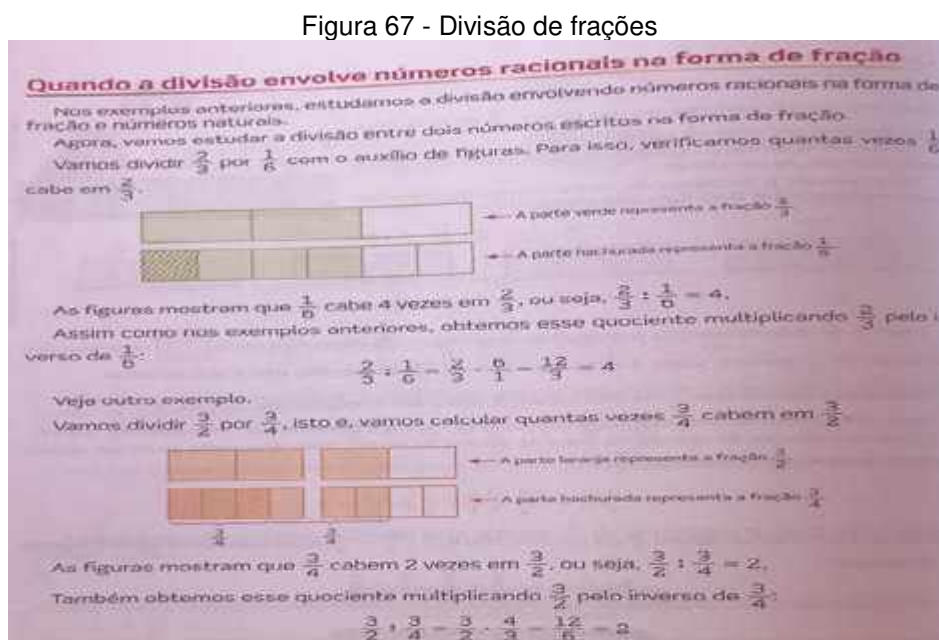 Figura 67 - Divisão de frações
Quando a divisão envolve números racionais na forma de fração
Nos exemplos anteriores, estudamos a divisão envolvendo números racionais na forma de
fração e números naturais.
Agora, vamos estudar a divisão entre dois números escritos na forma de fração.
Vamos dividir 2/3 por 1/6 com o auxílio de figuras. Para isso, verificamos quantas vezes 1/6
cabe em 2/3.
A parte verde representa a fração 2/3
A parte hachurada representa a fração 1/6
As figuras mostram que 1/6 cabe 4 vezes em 2/3, ou seja, 2/3 : 1/6 = 4.
Assim como nos exemplos anteriores, obtemos esse quociente multiplicando 2/3 pelo i
verso de 1/6:
2/3 : 1/6 = 2/3 · 6/1 = 12/3 = 4
Veja outro exemplo.
Vamos dividir 3/2 por 3/4, isto é, vamos calcular quantas vezes 3/4 cabem em 3/2.
A parte laranja representa a fração 3/2
A parte hachurada representa a fração 3/4
3/4 3/4
As figuras mostram que 3/4 cabem 2 vezes em 3/2, ou seja, 3/2 : 3/4 = 2.
Também obtemos esse quociente multiplicando 3/2 pelo inverso de 3/4:
3/2 : 3/4 = 3/2 · 4/3 = 12/6 = 2